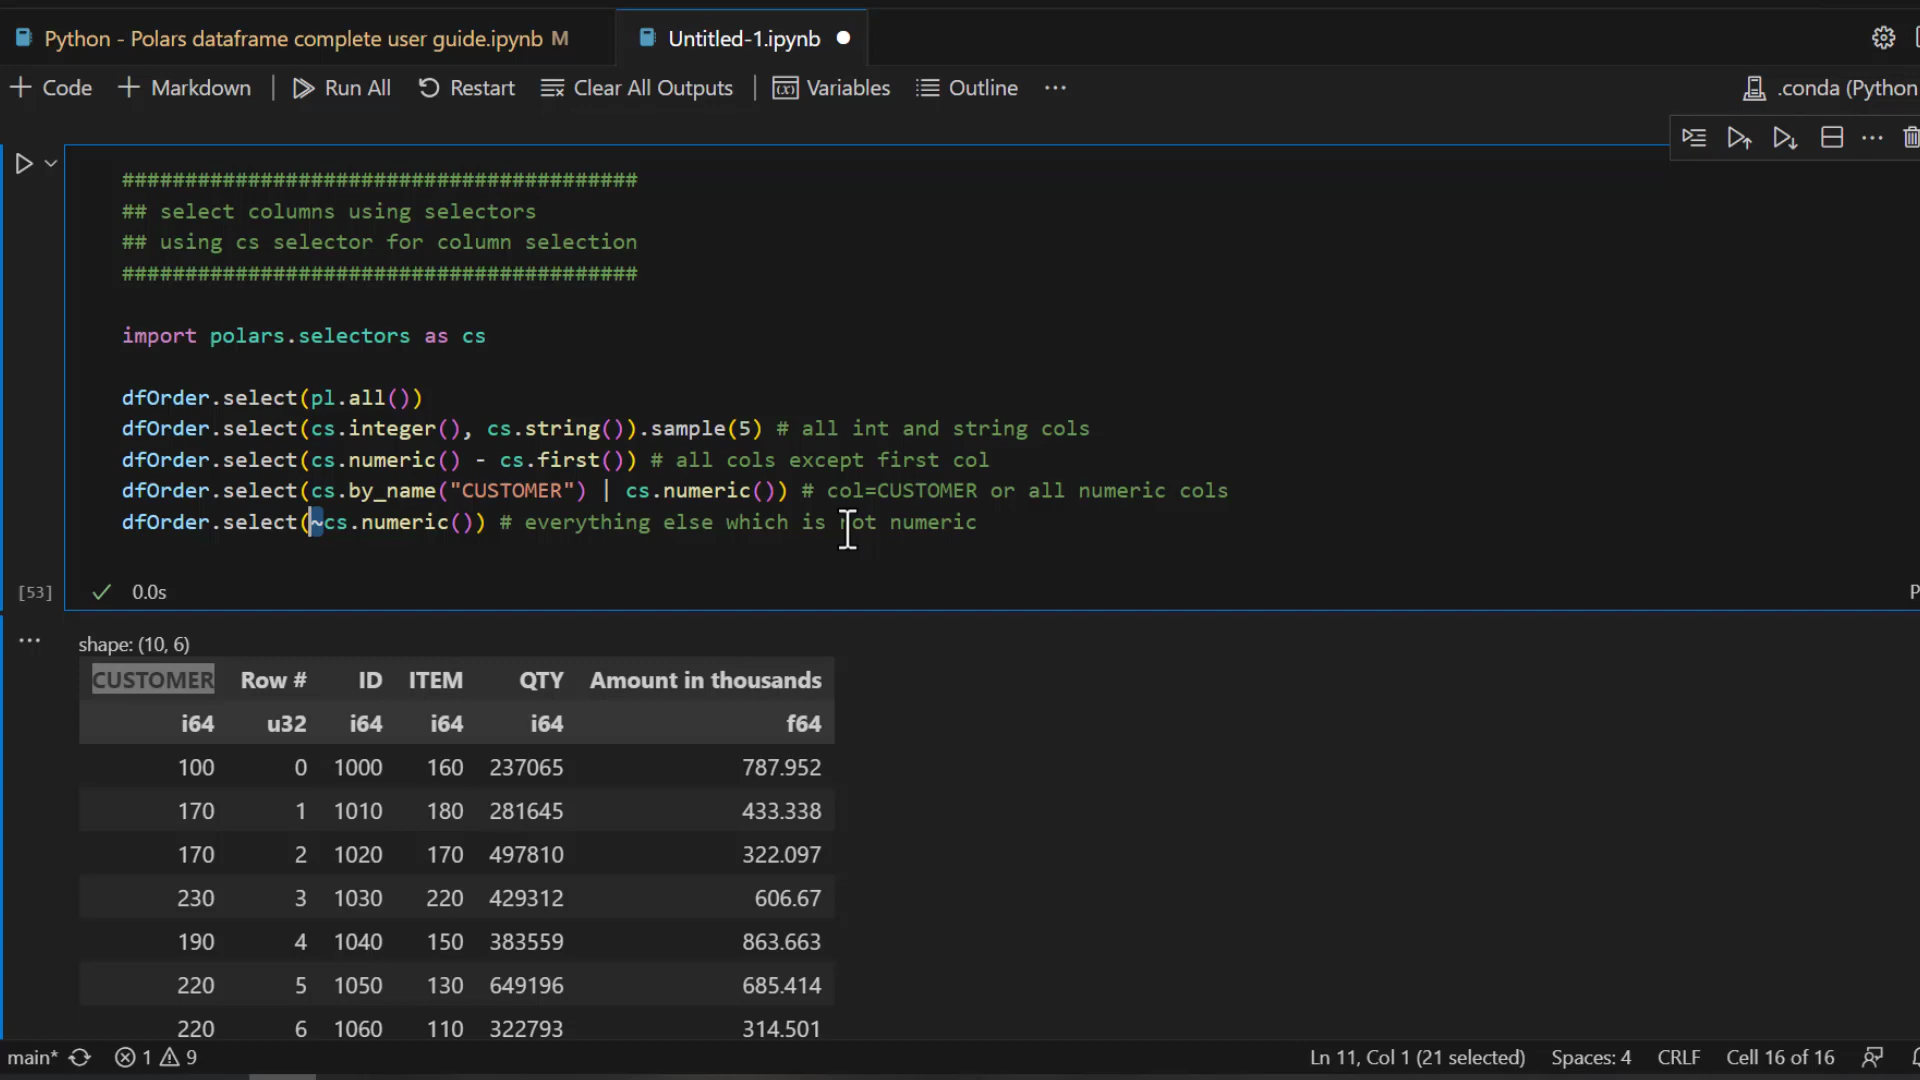 Python - Polars dataframe complete user guide.ipynb M Untitled-1.ipynb
Code Markdown Run All Restart Clear All Outputs Variables Outline ... .conda (Python
#########################################
## select columns using selectors
## using cs selector for column selection
#########################################
import polars.selectors as cs
dfOrder.select(pl.all())
dfOrder.select(cs.integer(), cs.string()).sample(5) # all int and string cols
dfOrder.select(cs.numeric() - cs.first()) # all cols except first col
dfOrder.select(cs.by_name("CUSTOMER") | cs.numeric()) # col=CUSTOMER or all numeric cols
dfOrder.select(~cs.numeric()) # everything else which is not numeric
[53] 0.0s P
shape: (10, 6)
CUSTOMER Row # ID ITEM QTY Amount in thousands
i64 u32 i64 i64 i64 f64
100 0 1000 160 237065 787.952
170 1 1010 180 281645 433.338
170 2 1020 170 497810 322.097
230 3 1030 220 429312 606.67
190 4 1040 150 383559 863.663
220 5 1050 130 649196 685.414
220 6 1060 110 322793 314.501
main* 1 9 Ln 11, Col 1 (21 selected) Spaces: 4 CRLF Cell 16 of 16